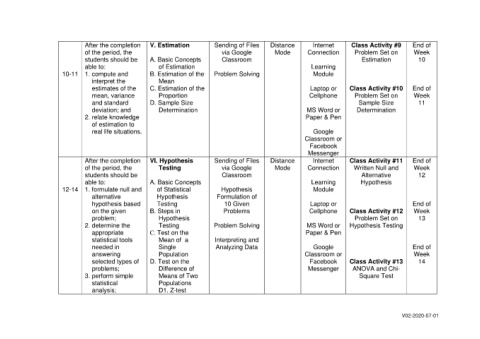 After the completion of the period, the students should be able to:
10-11
1. compute and interpret the estimates of the mean, variance and standard deviation; and
2. relate knowledge of estimation to real life situations.
V. Estimation
A. Basic Concepts of Estimation
B. Estimation of the Mean
C. Estimation of the Proportion
D. Sample Size Determination
Sending of Files via Google Classroom
Problem Solving
Distance Mode
Internet Connection
Learning Module
Laptop or Cellphone
MS Word or Paper & Pen
Google Classroom or Facebook Messenger
Class Activity #9
Problem Set on Estimation
Class Activity #10
Problem Set on Sample Size Determination
End of Week 10
End of Week 11
After the completion of the period, the students should be able to:
12-14
1. formulate null and alternative hypothesis based on the given problem;
2. determine the appropriate statistical tools needed in answering selected types of problems;
3. perform simple statistical analysis;
VI. Hypothesis Testing
A. Basic Concepts of Statistical Hypothesis Testing
B. Steps in Hypothesis Testing
C. Test on the Mean of a Single Population
D. Test on the Difference of Means of Two Populations
D1. Z-test
Sending of Files via Google Classroom
Hypothesis Formulation of 10 Given Problems
Problem Solving
Interpreting and Analyzing Data
Distance Mode
Internet Connection
Learning Module
Laptop or Cellphone
MS Word or Paper & Pen
Google Classroom or Facebook Messenger
Class Activity #11
Written Null and Alternative Hypothesis
Class Activity #12
Problem Set on Hypothesis Testing
Class Activity #13
ANOVA and Chi-Square Test
End of Week 12
End of Week 13
End of Week 14
V02-2020-07-01